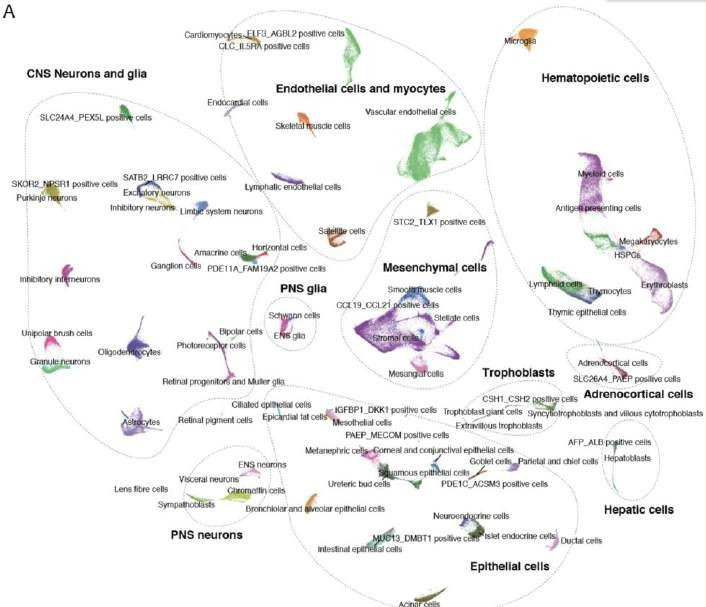 A
Cardiomyocytes
ELF3_AGBL2 positive cells
CLC_IL5RA positive cells
Microglia
CNS Neurons and glia
Endothelial cells and myocytes
Hematopoietic cells
Endocardial cells
Vascular endothelial cells
SLC24A4_PEX5L positive cells
Skeletal muscle cells
SATB2_LRRC7 positive cells
SKOR2_NPSR1 positive cells
Excitatory neurons
Purkinje neurons
Inhibitory neurons
Limbic system neurons
Lymphatic endothelial cells
Myeloid cells
Antigen presenting cells
STC2_TLX1 positive cells
Satellite cells
Megakaryocytes
Amacrine cells
Horizontal cells
HSPCs
Ganglion cells
PDE11A_FAM19A2 positive cells
Mesenchymal cells
Inhibitory interneurons
PNS glia
Smooth muscle cells
Lymphoid cells
Erythroblasts
Thymocytes
CCL19_CCL21 positive cells
Thymic epithelial cells
Schwann cells
Stellate cells
Unipolar brush cells
Bipolar cells
ENS glia
Stromal cells
Photoreceptor cells
Oligodendrocytes
Granule neurons
Adrenocortical cells
Mesangial cells
Trophoblasts
Retinal progenitors and Muller glia
SLC26A4_PAEP positive cells
Adrenocortical cells
CSH1_CSH2 positive cells
Ciliated epithelial cells
IGFBP1_DKK1 positive cells
Trophoblast giant cells
Syncytiotrophoblasts and villous cytotrophoblasts
Epicardial fat cells
Astrocytes
Retinal pigment cells
Mesothelial cells
Extravillous trophoblasts
PAEP_MECOM positive cells
AFP_ALB positive cells
Metanephric cells
Corneal and conjunctival epithelial cells
Hepatoblasts
ENS neurons
Goblet cells
Parietal and chief cells
Squamous epithelial cells
Visceral neurons
Ureteric bud cells
PDE1C_ACSM3 positive cells
Lens fibre cells
Chromaffin cells
Sympathoblasts
Bronchiolar and alveolar epithelial cells
Hepatic cells
Neuroendocrine cells
PNS neurons
MUC13_DMBT1 positive cells
Islet endocrine cells
Ductal cells
Intestinal epithelial cells
Epithelial cells
Acinar cells